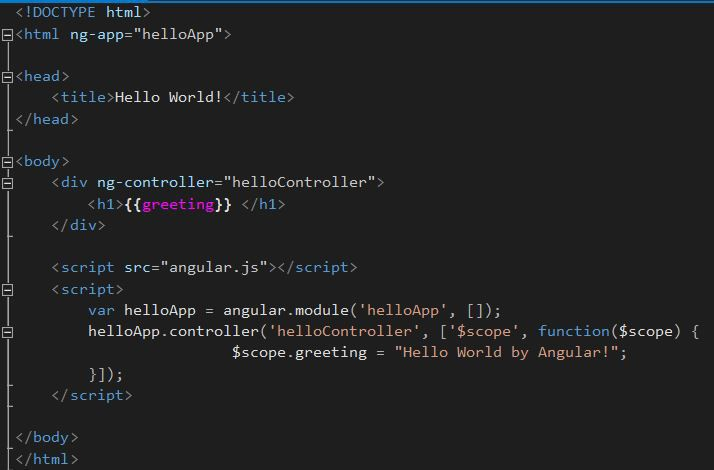 <!DOCTYPE html>
<html ng-app="helloApp">
<head>
<title>Hello World!</title>
</head>
<body>
<div ng-controller="helloController">
<h1>{{greeting}} </h1>
</div>
<script src="angular.js"></script>
<script>
var helloApp = angular.module('helloApp', []);
helloApp.controller('helloController', ['$scope', function($scope) {
$scope.greeting = "Hello World by Angular!";
}]);
</script>
</body>
</html>